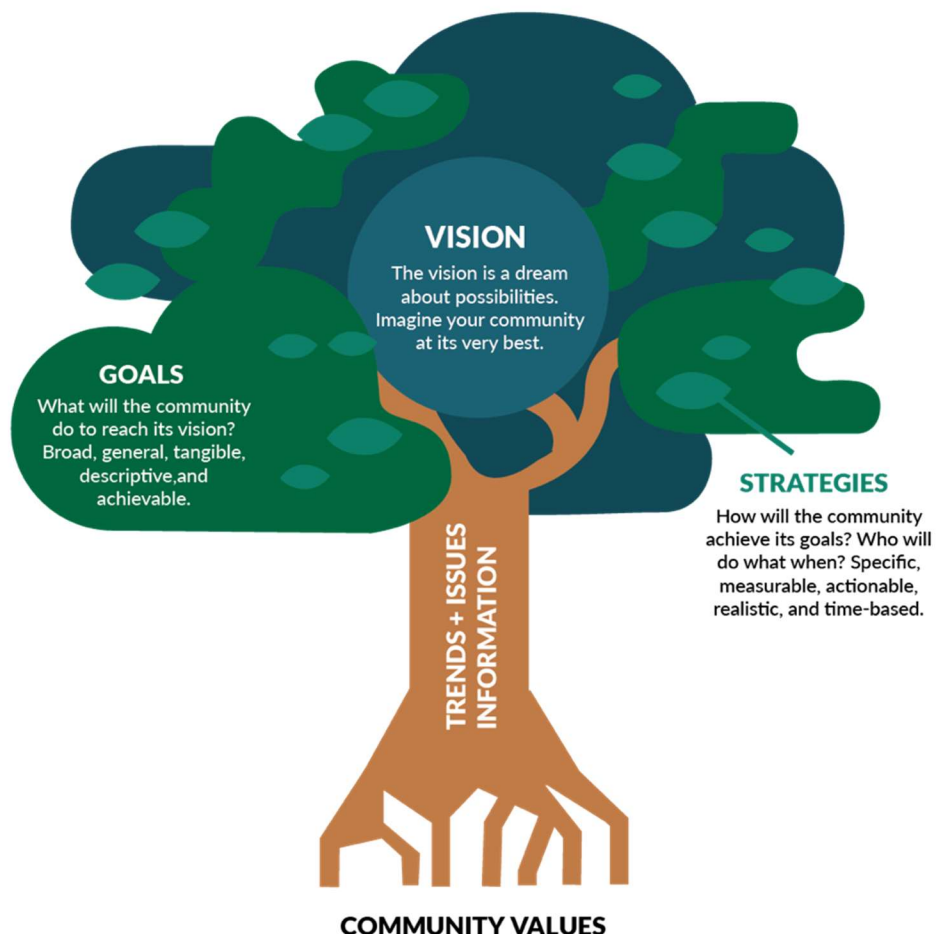 VISION
The vision is a dream
about possibilities.
Imagine your community
at its very best.
GOALS
What will the community
do to reach its vision?
Broad, general, tangible,
descriptive,and
achievable.
STRATEGIES
How will the community
achieve its goals? Who will
do what when? Specific,
measurable, actionable,
realistic, and time-based.
TRENDS + ISSUES
INFORMATION
COMMUNITY VALUES